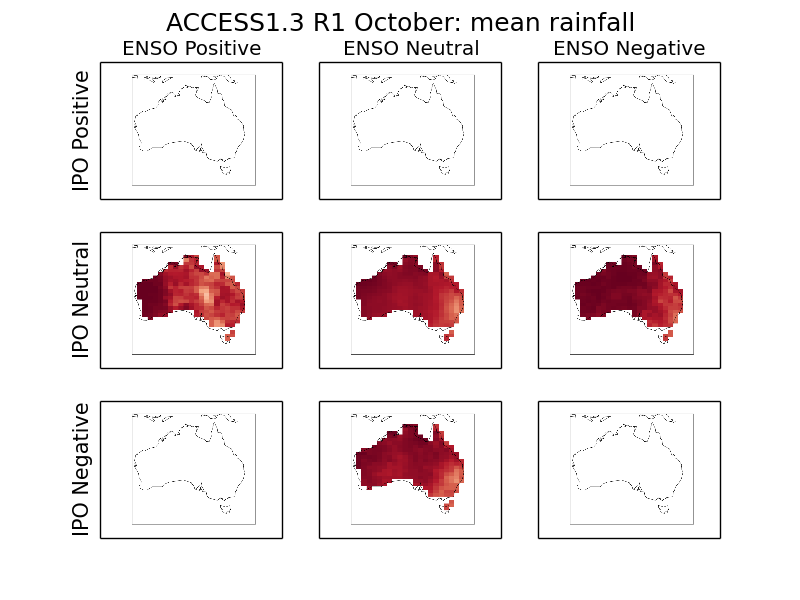 ACCESS1.3 R1 October: mean rainfall
ENSO Positive
ENSO Neutral
ENSO Negative
IPO Positive
IPO Neutral
IPO Negative